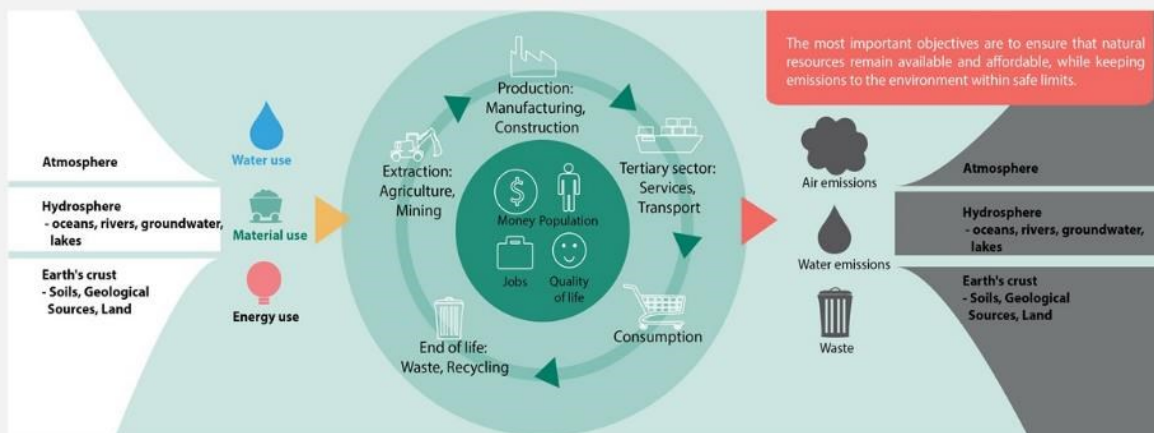 The most important objectives are to ensure that natural
resources remain available and affordable, while keeping
emissions to the environment within safe limits.
Atmosphere
Hydrosphere
- oceans, rivers, groundwater,
lakes
Earth's crust
- Soils, Geological
Sources, Land
Water use
Material use
Energy use
Production:
Manufacturing,
Construction
Extraction:
Agriculture,
Mining
Tertiary sector:
Services,
Transport
Money Population
Jobs
Quality
of life
Consumption
End of life:
Waste, Recycling
Air emissions
Water emissions
Waste
Atmosphere
Hydrosphere
- oceans, rivers, groundwater,
lakes
Earth's crust
- Soils, Geological
Sources, Land